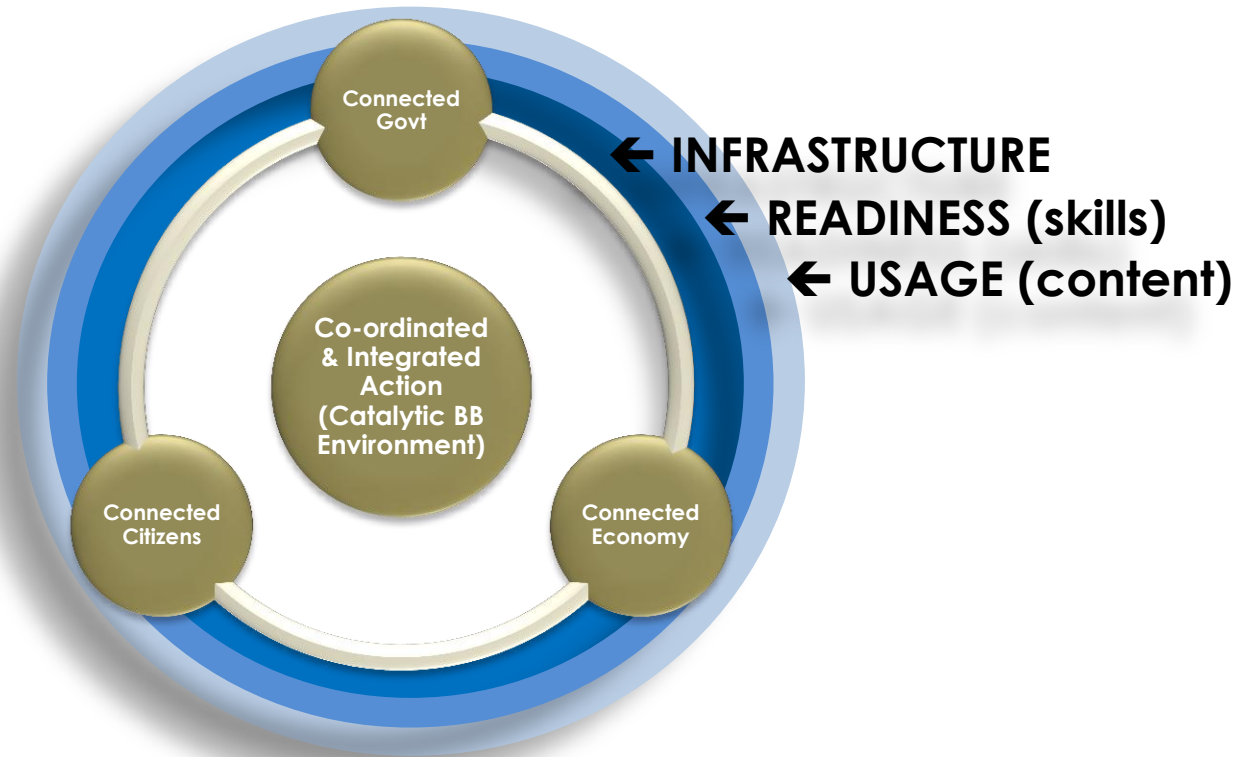 Connected
Govt
🡸 INFRASTRUCTURE
🡸 READINESS (skills)
🡸 USAGE (content)
Co-ordinated
& Integrated
Action
(Catalytic BB
Environment)
Connected
Citizens
Connected
Economy